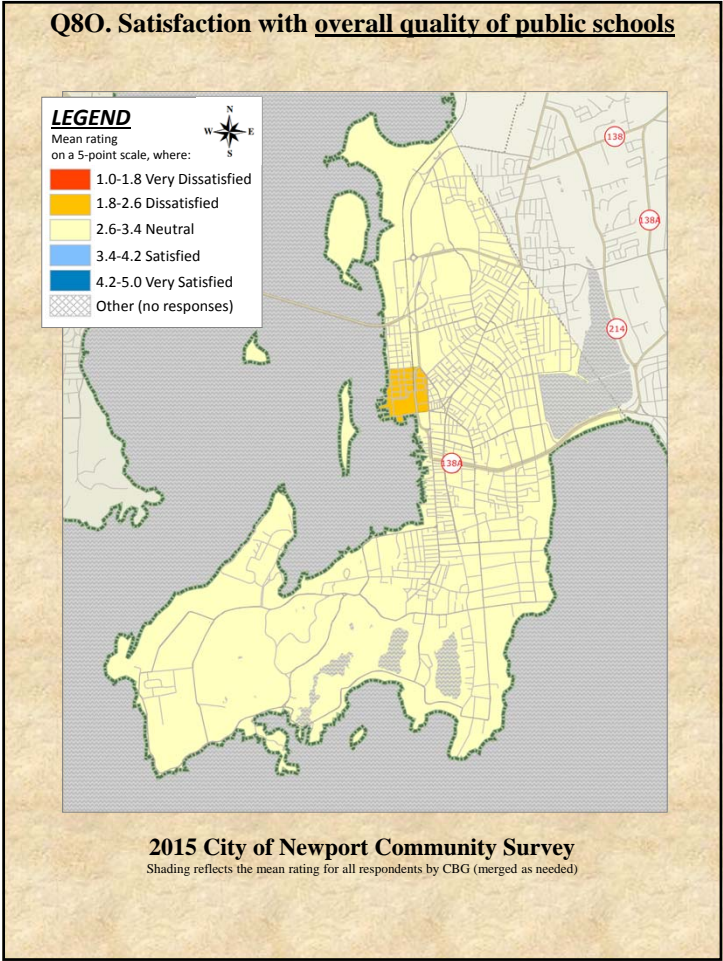 Q8O. Satisfaction with overall quality of public schools
LEGEND
Mean rating
on a 5-point scale, where:
N
W E
S
1.0-1.8 Very Dissatisfied
1.8-2.6 Dissatisfied
2.6-3.4 Neutral
3.4-4.2 Satisfied
4.2-5.0 Very Satisfied
Other (no responses)
138
138A
214
138A
2015 City of Newport Community Survey
Shading reflects the mean rating for all respondents by CBG (merged as needed)